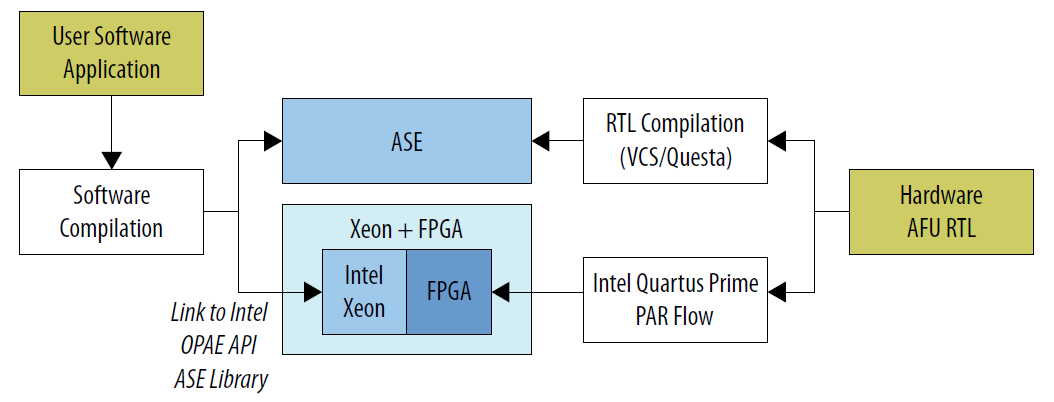 User Software
Application
ASE
RTL Compilation
(VCS/Questa)
Software
Compilation
Hardware
AFU RTL
Xeon + FPGA
Intel
Xeon
FPGA
Intel Quartus Prime
PAR Flow
Link to Intel
OPAE API
ASE Library